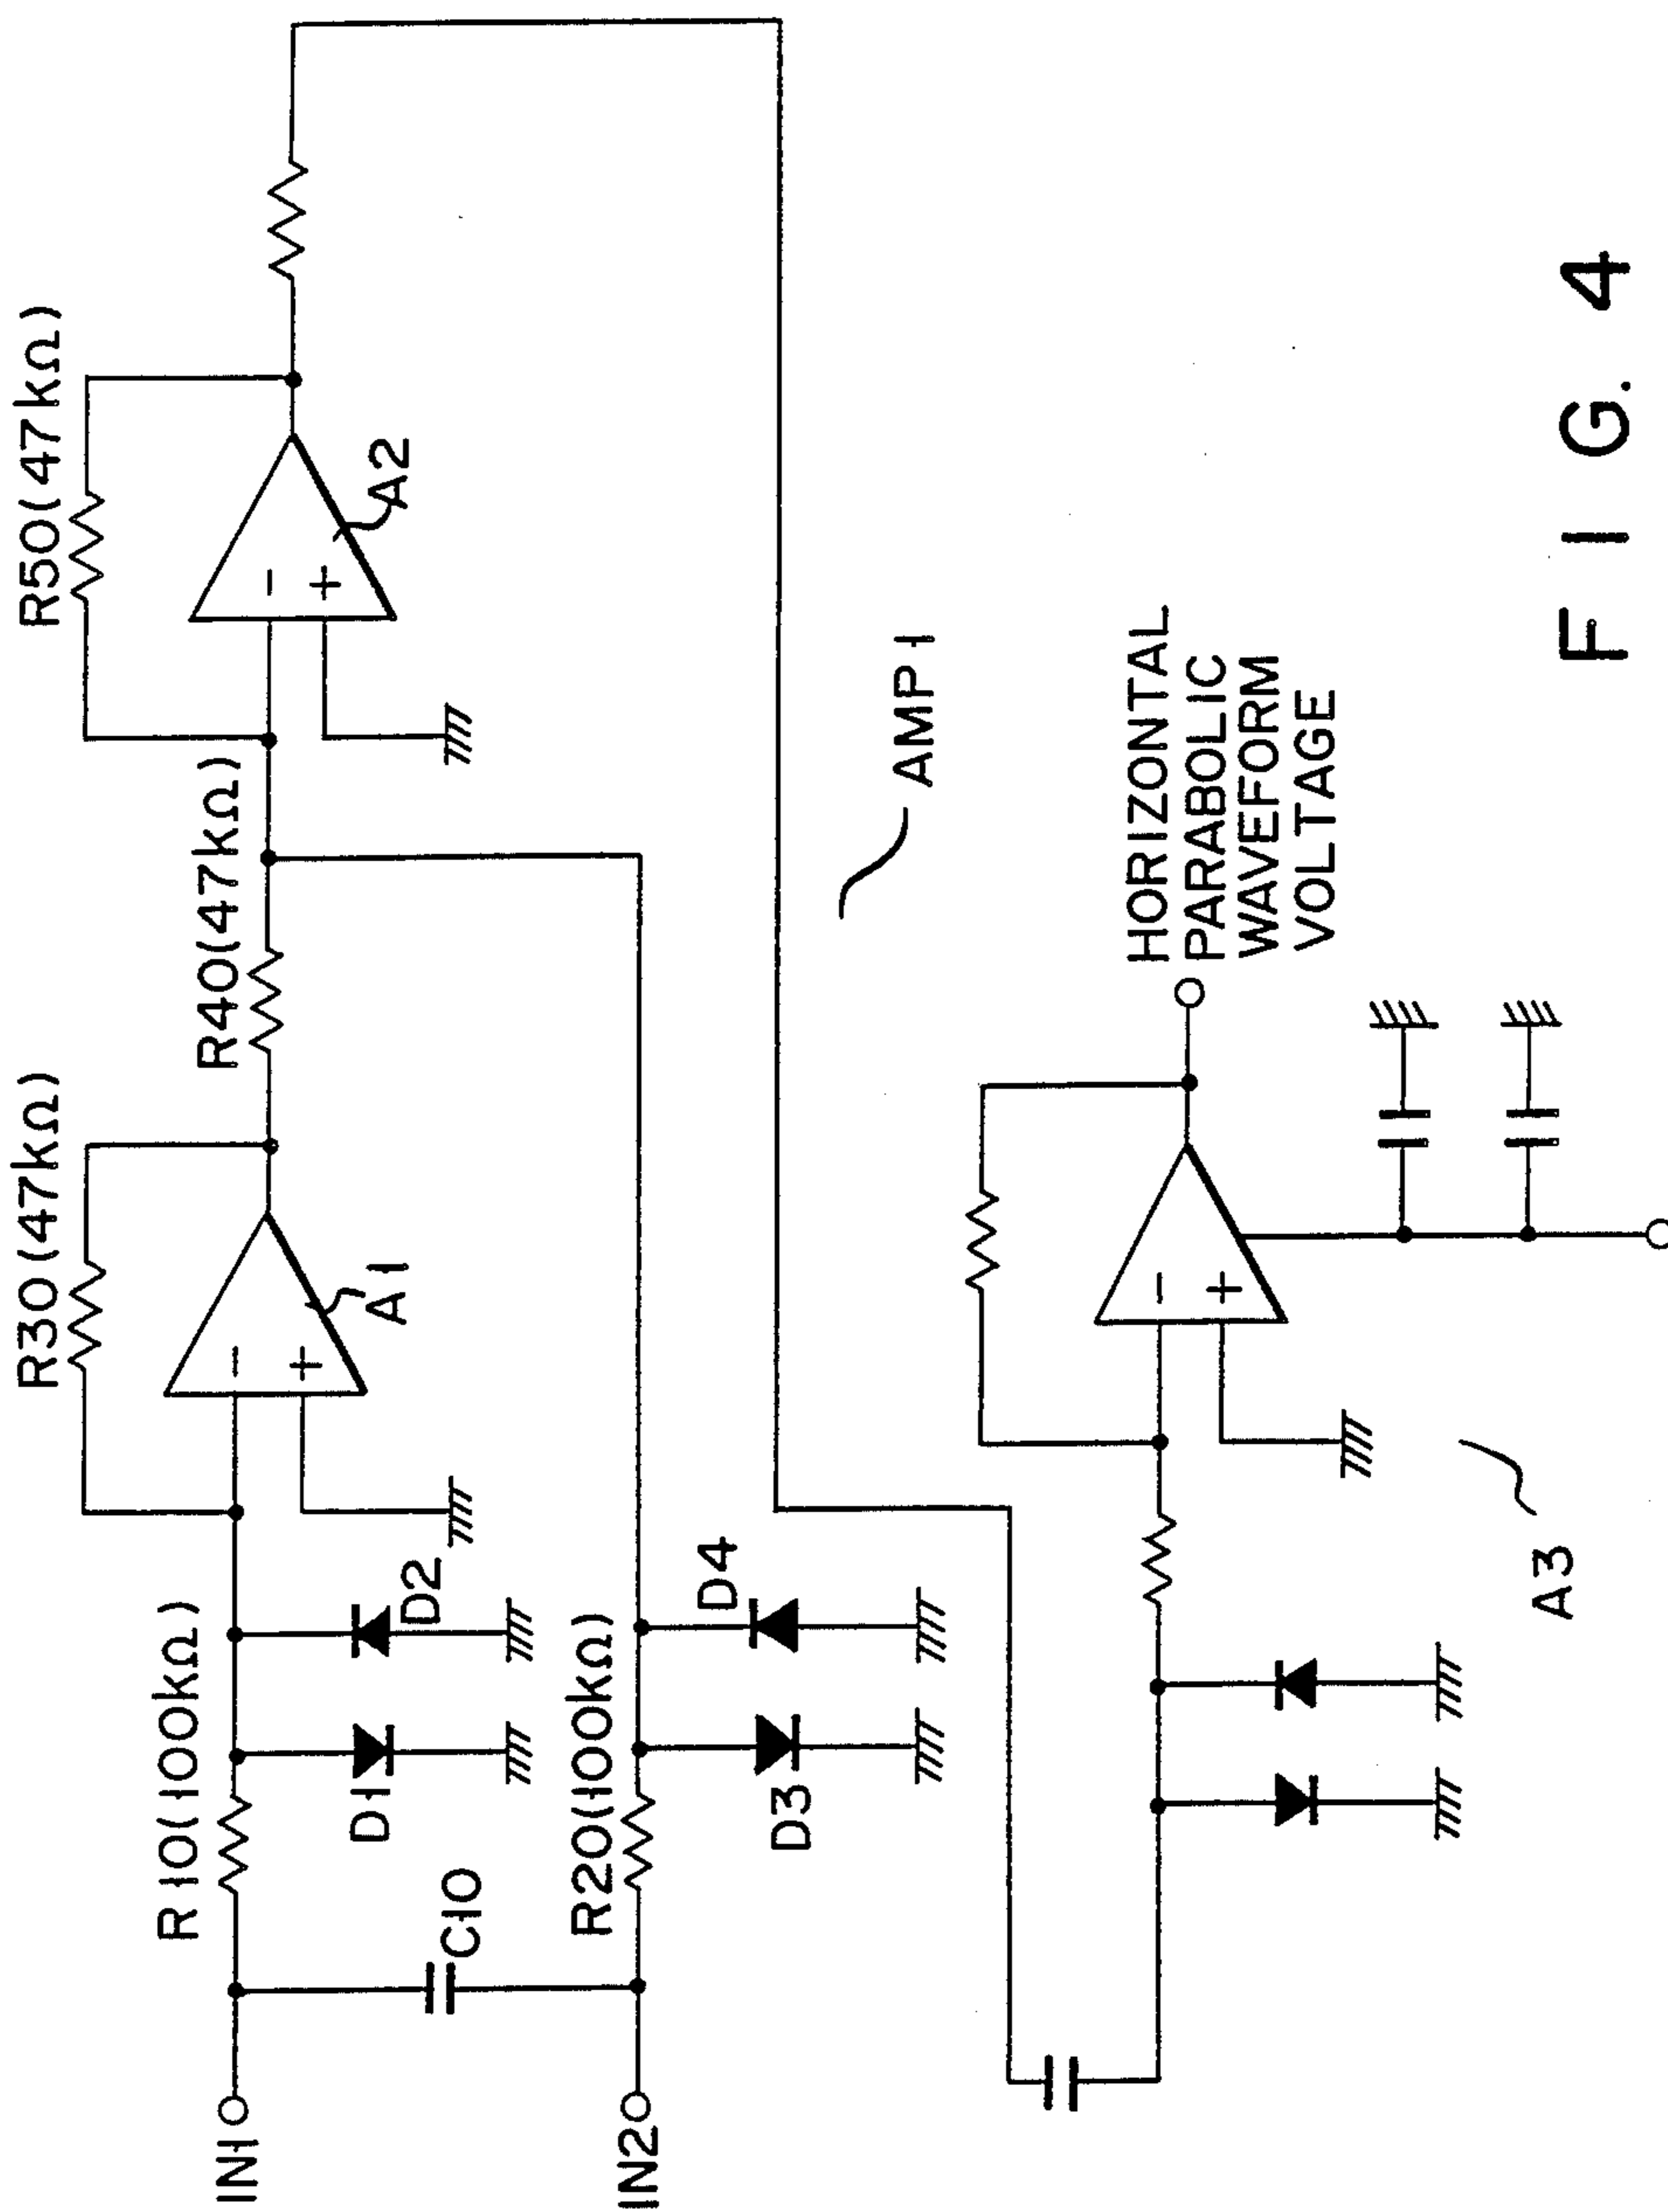 R30(47kΩ)
R50(47kΩ)
R10(100kΩ)
R40(47kΩ)
IN1
-
+
A1
-
+
A2
D1
D2
C10
R20(100kΩ)
IN2
D3
D4
AMP1
HORIZONTAL
PARABOLIC
WAVEFORM
VOLTAGE
-
+
A3
FIG. 4